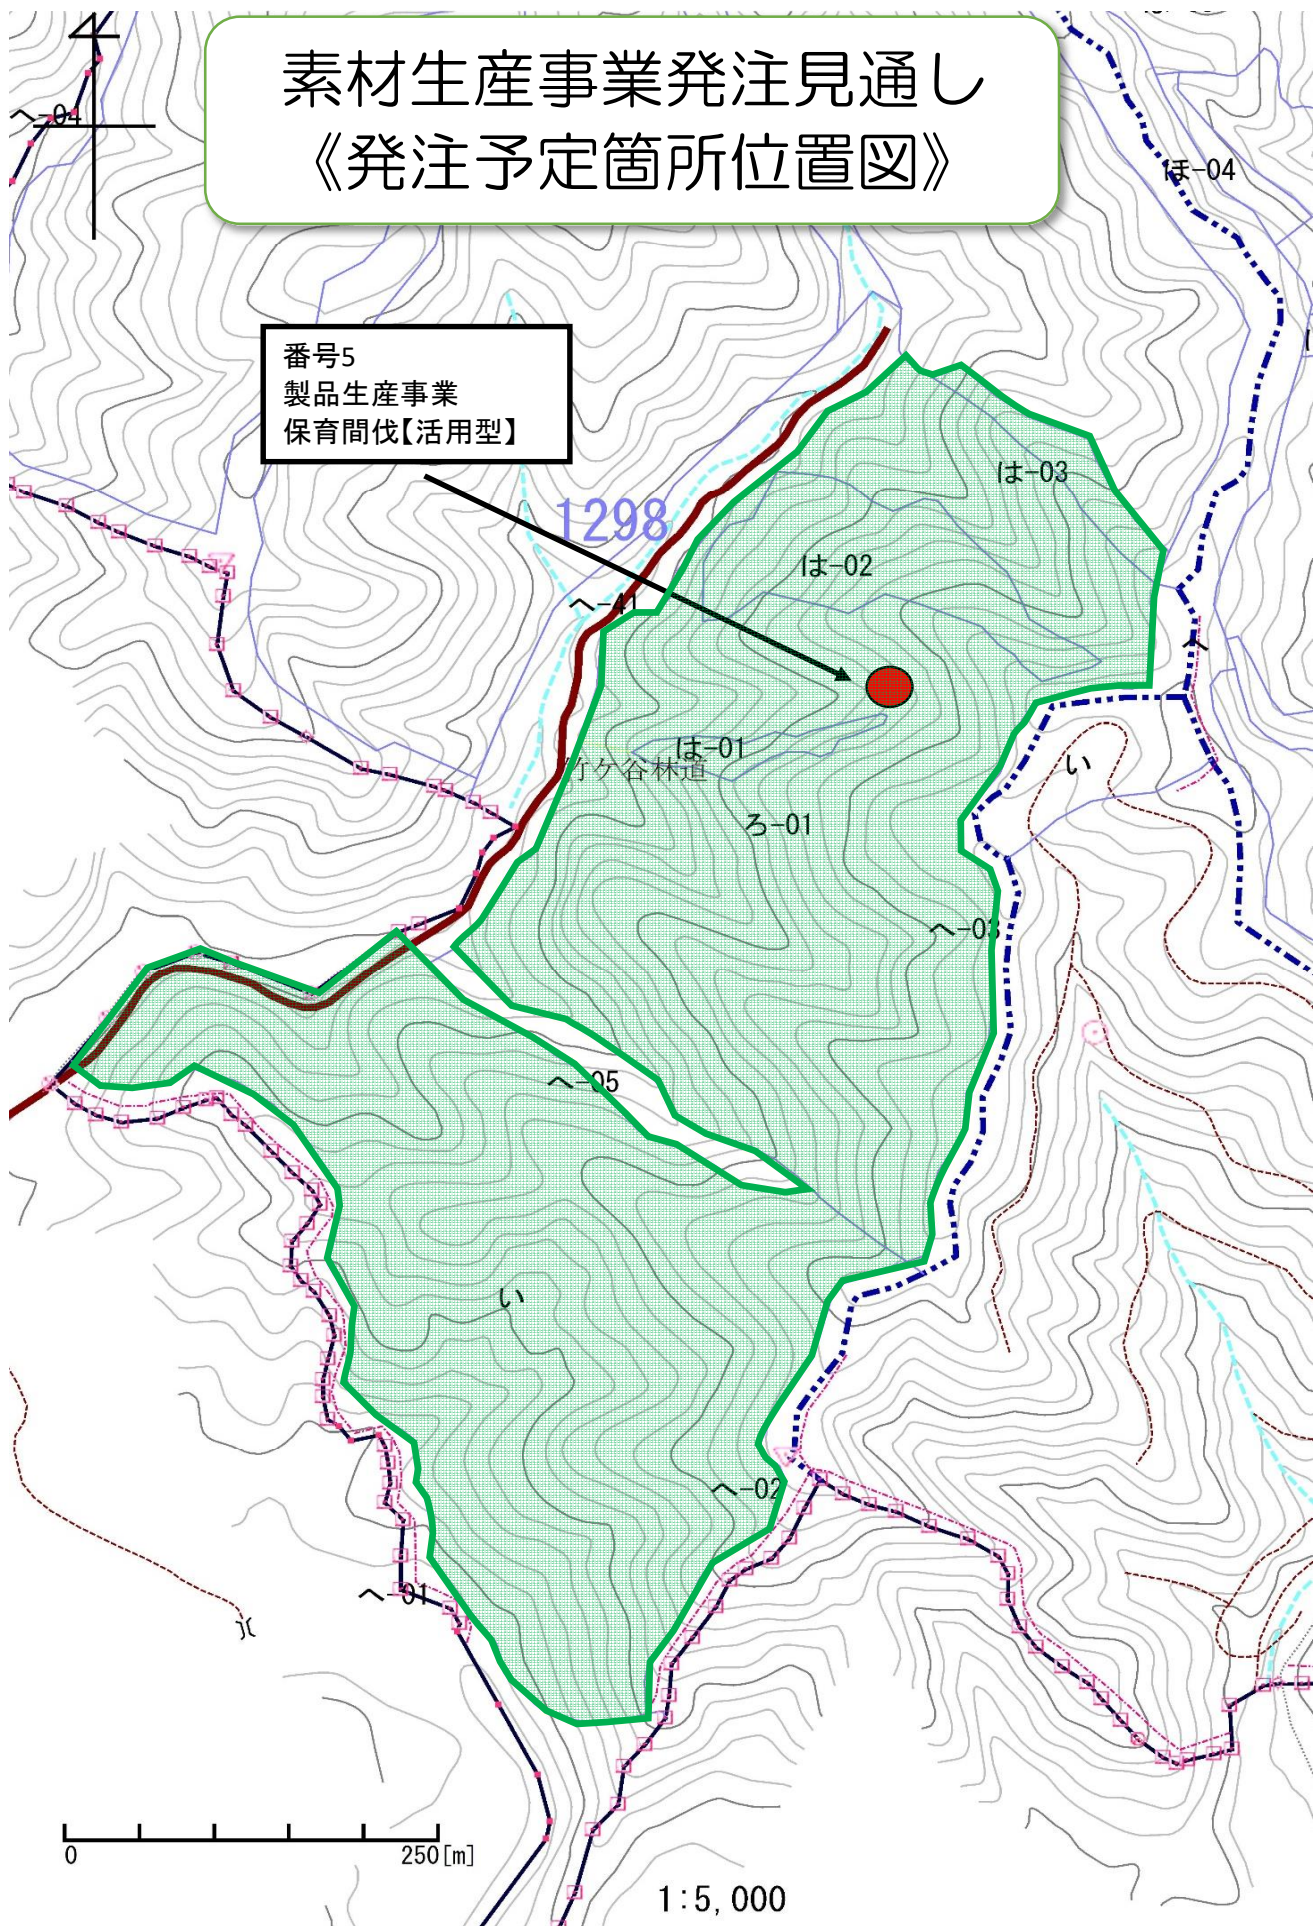 素材生産事業発注見通し
《発注予定箇所位置図》
へ-04
ほ-04
番号5
製品生産事業
保育間伐【活用型】
は-03
1298
は-02
へ-41
へ
は-01
竹ケ谷林道
い
ろ-01
へ-03
へ-05
い
へ-02
へ-01
0
250[m]
1:5,000